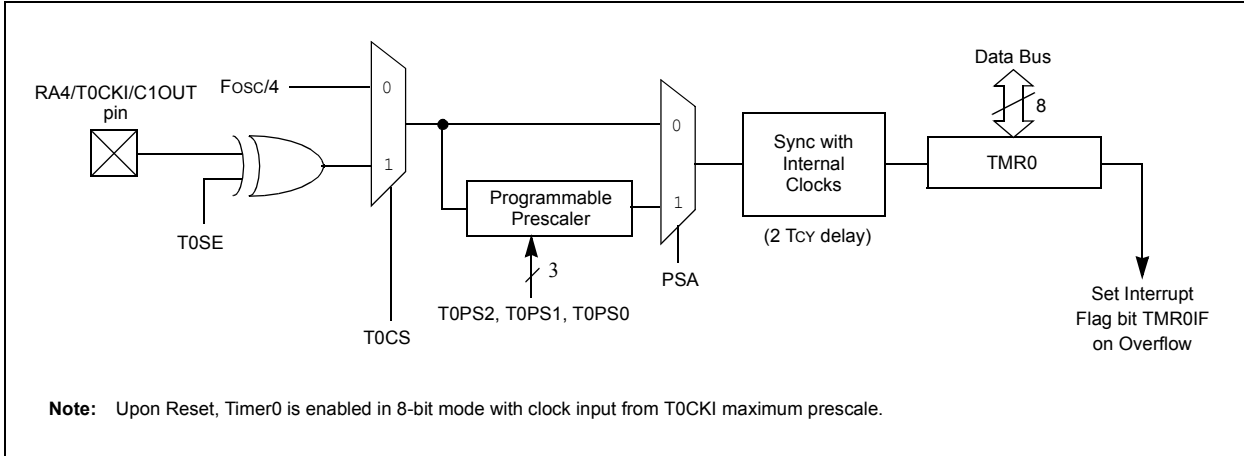 RA4/T0CKI/C1OUT
pin
T0SE
FOSC/4
0
1
T0CS
Programmable
Prescaler
3
T0PS2, T0PS1, T0PS0
0
1
PSA
Sync with
Internal
Clocks
(2 TCY delay)
Data Bus
8
TMR0
Set Interrupt
Flag bit TMR0IF
on Overflow
Note: Upon Reset, Timer0 is enabled in 8-bit mode with clock input from T0CKI maximum prescale.